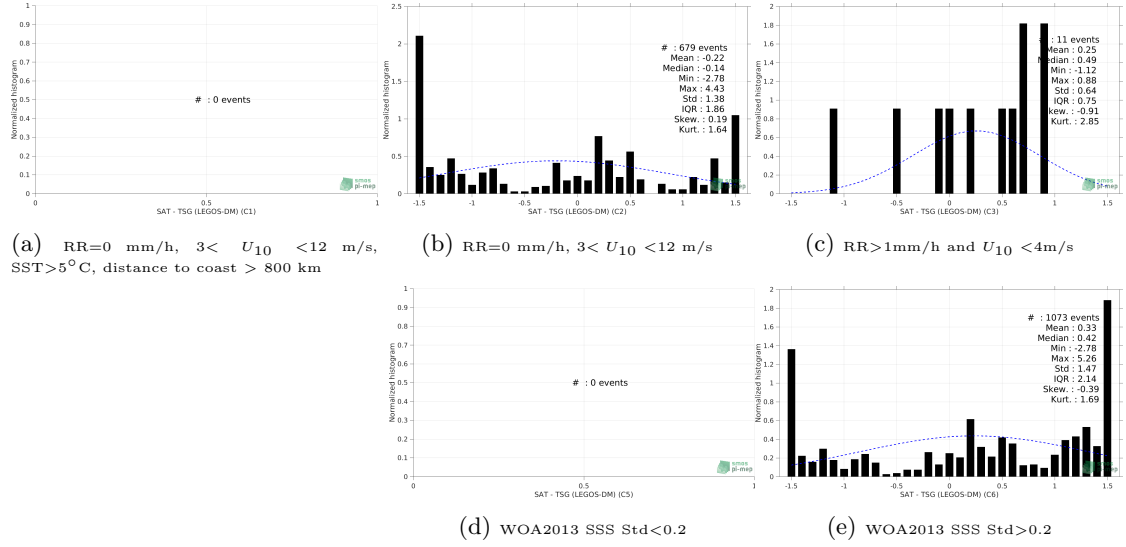 Normalized histogram
1
0.9
0.8
0.7
0.6
0.5
0.4
0.3
0.2
0.1
0
# : 0 events
smos
pi-mep
0 0.5 1
SAT - TSG (LEGOS-DM) (C1)
(a) RR=0 mm/h, 3< U10 <12 m/s,
SST>5°C, distance to coast > 800 km
Normalized histogram
2.5
2
1.5
1
0.5
0
# : 679 events
Mean : -0.22
Median : -0.14
Min : -2.78
Max : 4.43
Std : 1.38
IQR : 1.86
Skew. : 0.19
Kurt. : 1.64
smos
pi-mep
-1.5 -1 -0.5 0 0.5 1 1.5
SAT - TSG (LEGOS-DM) (C2)
(b) RR=0 mm/h, 3< U10 <12 m/s
Normalized histogram
2
1.8
1.6
1.4
1.2
1
0.8
0.6
0.4
0.2
0
: 11 events
Mean : 0.25
Median : 0.49
Min : -1.12
Max : 0.88
Std : 0.64
IQR : 0.75
kew. : -0.91
Kurt. : 2.85
smos
pi-mep
-1.5 -1 -0.5 0 0.5 1 1.5
SAT - TSG (LEGOS-DM) (C3)
(c) RR>1mm/h and U10 <4m/s
Normalized histogram
1
0.9
0.8
0.7
0.6
0.5
0.4
0.3
0.2
0.1
0
# : 0 events
smos
pi-mep
0 0.5 1
SAT - TSG (LEGOS-DM) (C5)
(d) WOA2013 SSS Std<0.2
Normalized histogram
2
1.8
1.6
1.4
1.2
1
0.8
0.6
0.4
0.2
0
# : 1073 events
Mean : 0.33
Median : 0.42
Min : -2.78
Max : 5.26
Std : 1.47
IQR : 2.14
Skew. : -0.39
Kurt. : 1.69
smos
pi-mep
-1.5 -1 -0.5 0 0.5 1 1.5
SAT - TSG (LEGOS-DM) (C6)
(e) WOA2013 SSS Std>0.2